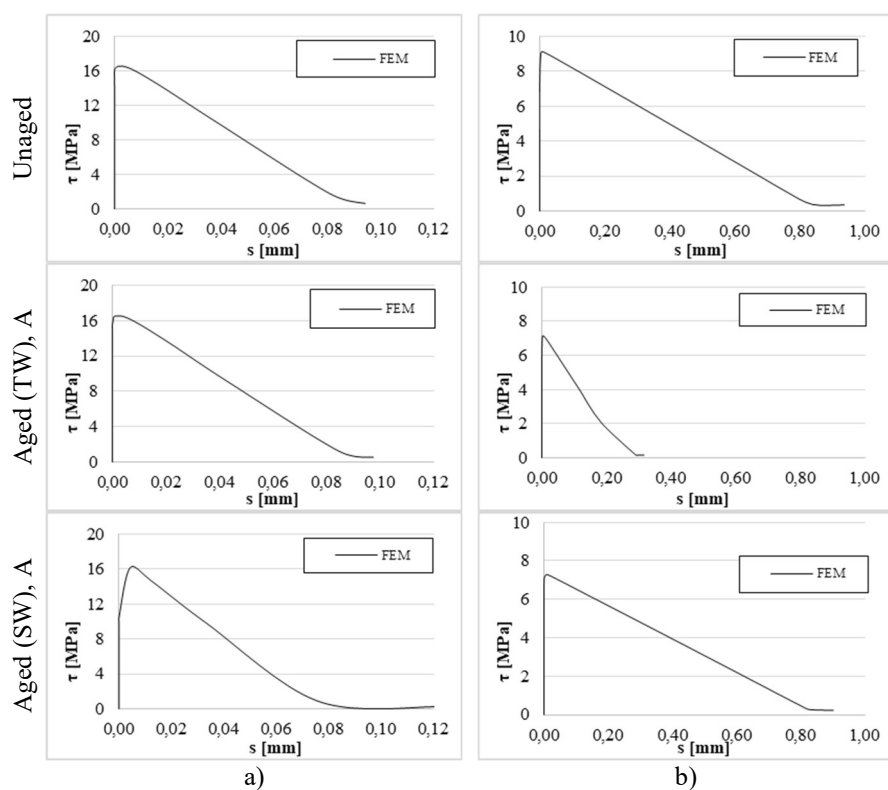 Unaged
τ [MPa]
20
16
12
8
4
0
FEM
0,00 0,02 0,04 0,06 0,08 0,10 0,12
s [mm]
τ [MPa]
10
8
6
4
2
0
FEM
0,00 0,20 0,40 0,60 0,80 1,00
s [mm]
Aged (TW), A
τ [MPa]
20
16
12
8
4
0
FEM
0,00 0,02 0,04 0,06 0,08 0,10 0,12
s [mm]
τ [MPa]
10
8
6
4
2
0
FEM
0,00 0,20 0,40 0,60 0,80 1,00
s [mm]
Aged (SW), A
τ [MPa]
20
16
12
8
4
0
FEM
0,00 0,02 0,04 0,06 0,08 0,10 0,12
s [mm]
τ [MPa]
10
8
6
4
2
0
FEM
0,00 0,20 0,40 0,60 0,80 1,00
s [mm]
a)
b)